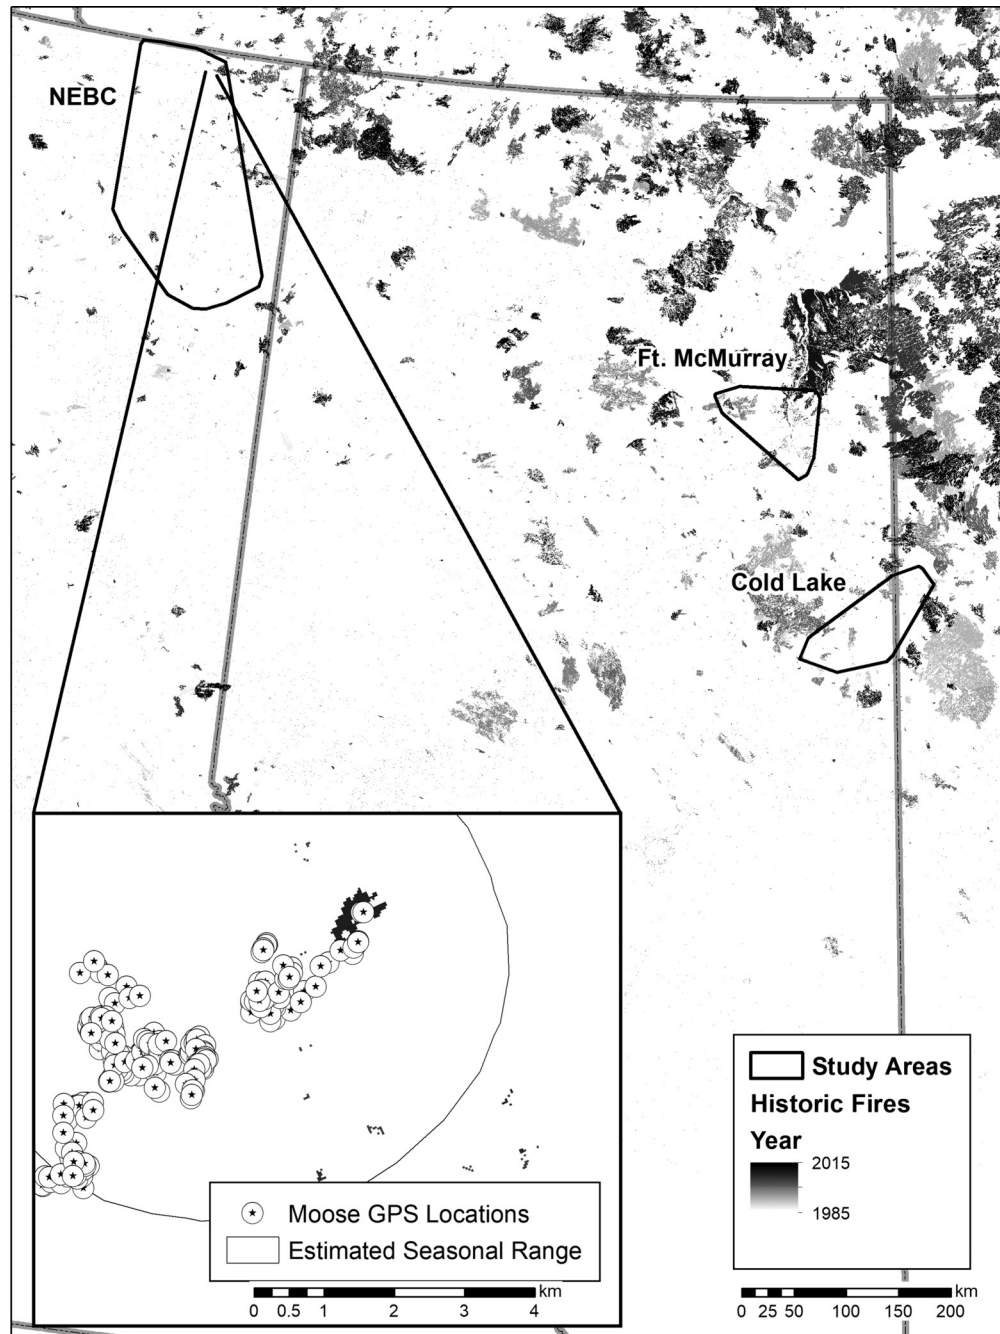 NEBC
Ft. McMurray
Cold Lake
Moose GPS Locations
Estimated Seasonal Range
km
0 0.5 1 2 3 4
Study Areas
Historic Fires
Year
2015
1985
km
0 25 50 100 150 200